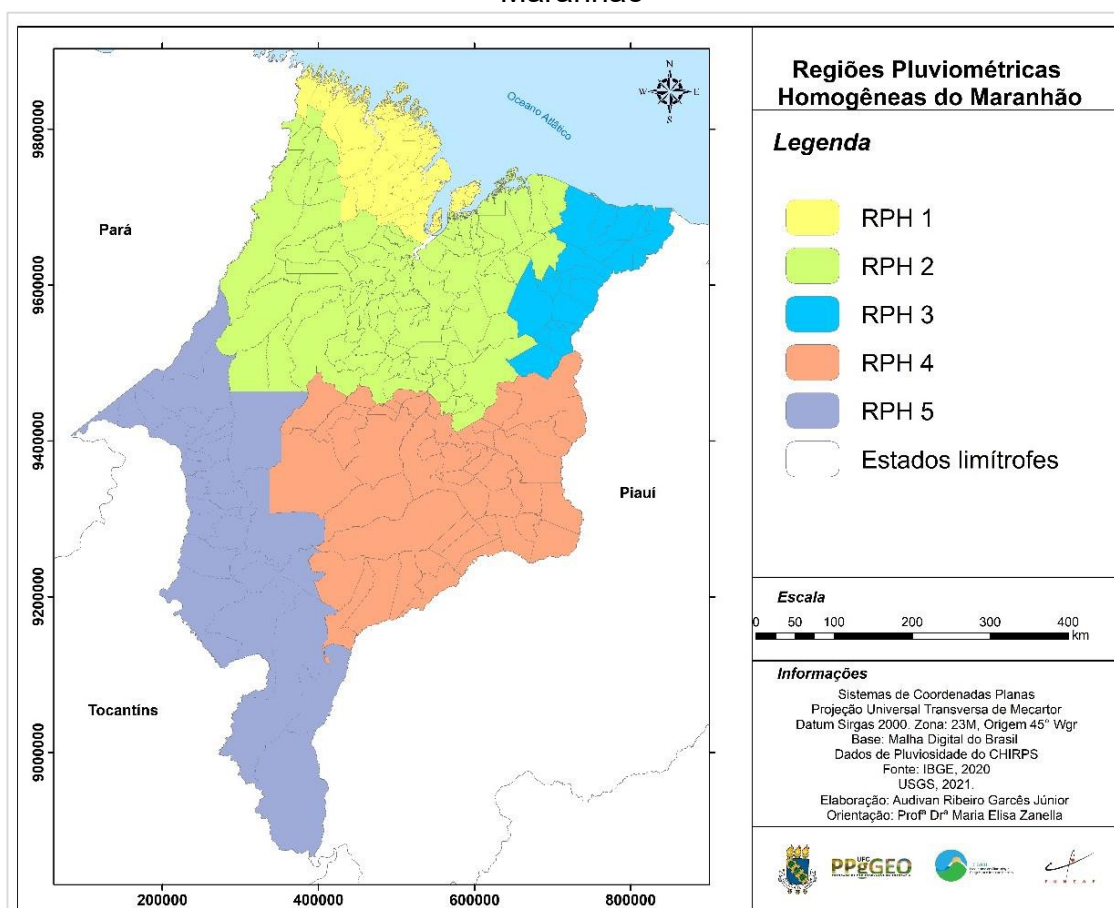 Maranhão
Regiões Pluviométricas
Homogêneas do Maranhão
Legenda
RPH 1
RPH 2
RPH 3
RPH 4
RPH 5
Estados limítrofes
Oceano Atlâtico
N
W
E
S
Pará
Piauí
Tocantíns
9800000
9600000
9400000
9200000
9000000
200000
400000
600000
800000
Escala
0 50 100 200 300 400
km
Informações
Sistemas de Coordenadas Planas
Projeção Universal Transversa de Mecartor
Datum Sirgas 2000. Zona: 23M, Origem 45° Wgr
Base: Malha Digital do Brasil
Dados de Pluviosidade do CHIRPS
Fonte: IBGE, 2020
USGS, 2021.
Elaboração: Audivan Ribeiro Garcês Júnior
Orientação: Profª Drª Maria Elisa Zanella
UFC
PPgGEO